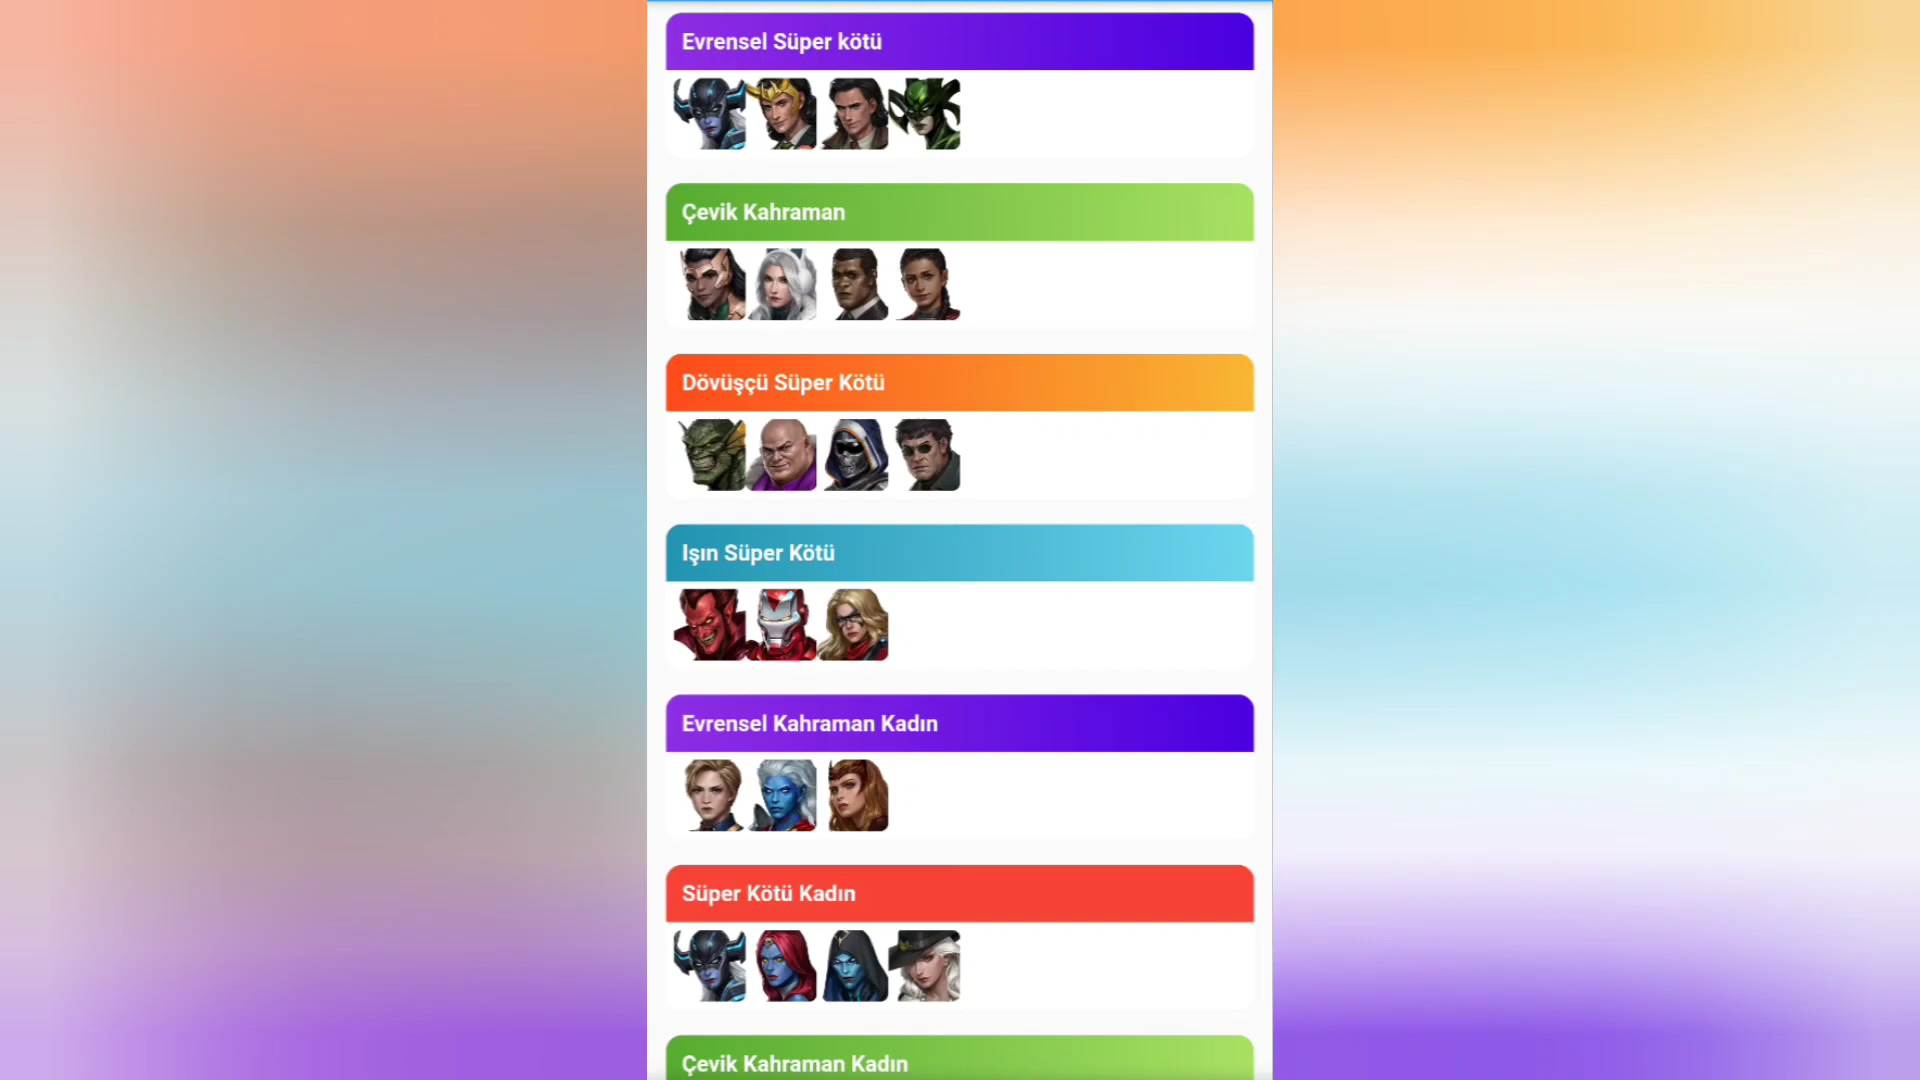 Evrensel Süper kötü
Çevik Kahraman
Dövüşçü Süper Kötü
Işın Süper Kötü
Evrensel Kahraman Kadın
Süper Kötü Kadın
Çevik Kahraman Kadın